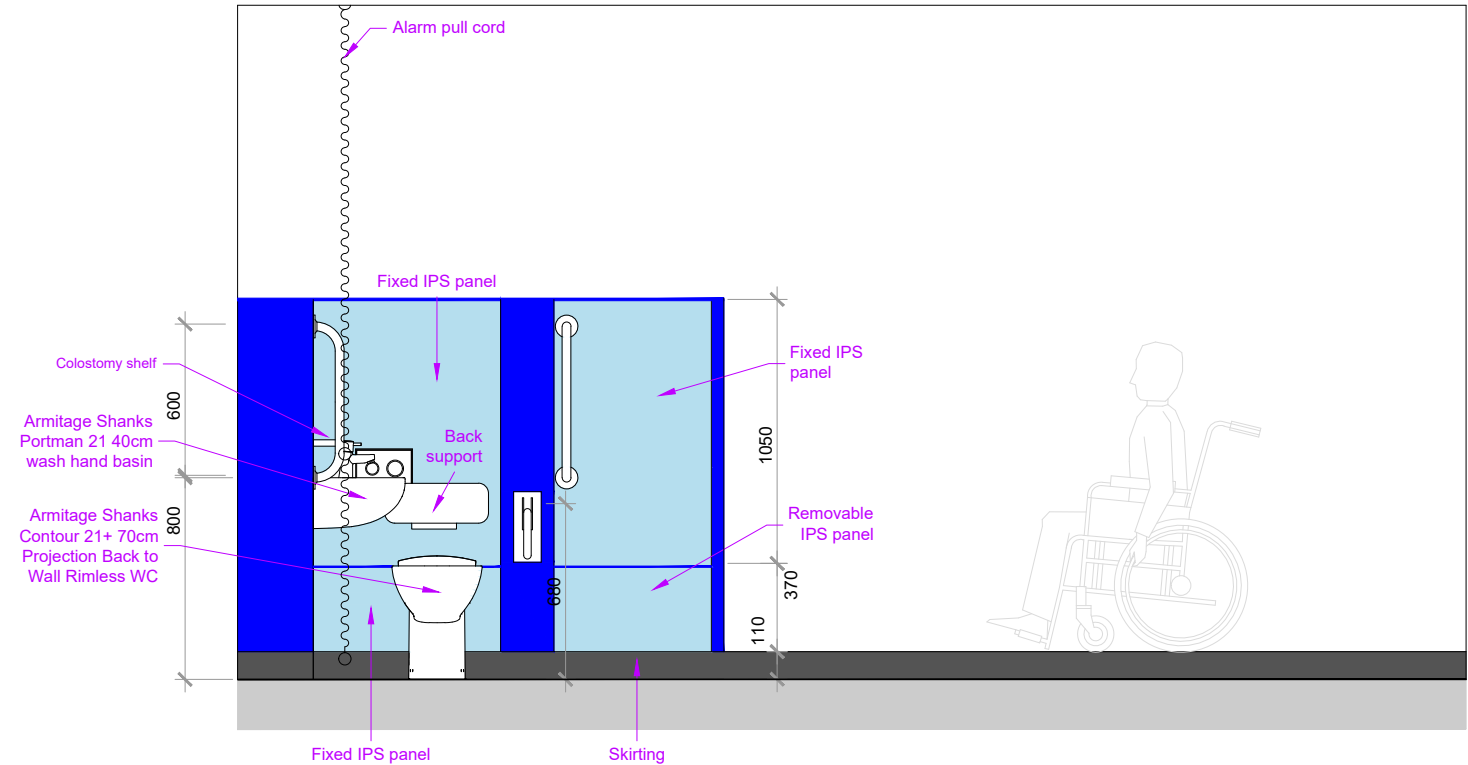 Alarm pull cord
Fixed IPS panel
Colostomy shelf
600
Armitage Shanks
Portman 21 40cm
wash hand basin
Back
support
Fixed IPS
panel
1050
Armitage Shanks
Contour 21+ 70cm
Projection Back to
Wall Rimless WC
800
680
Removable
IPS panel
370
110
Fixed IPS panel
Skirting